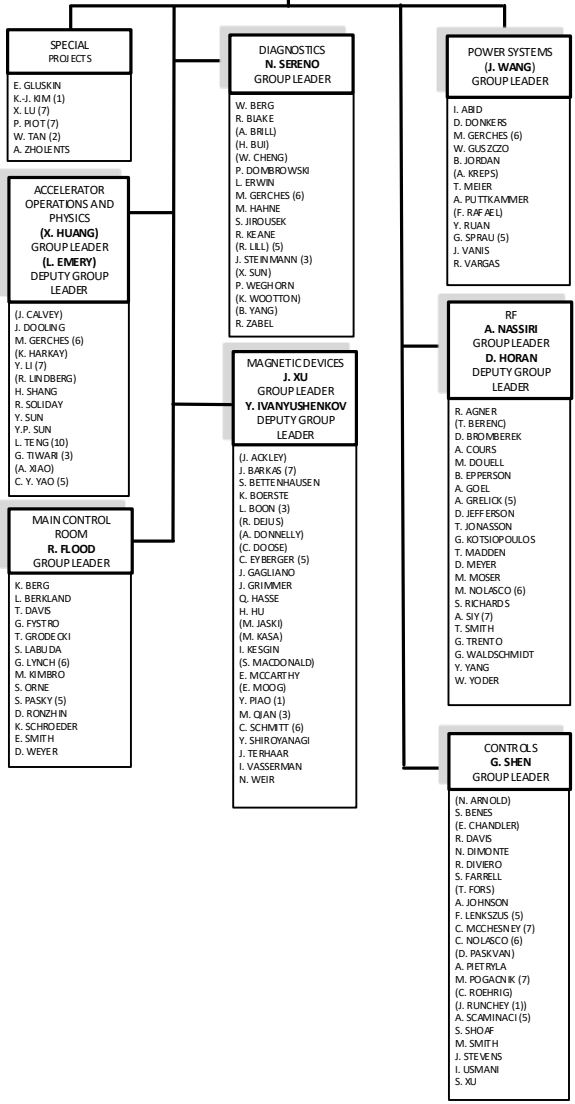 SPECIAL
PROJECTS
E. GLUSKIN
K.-J. KIM (1)
X. LU (7)
P. PIOT (7)
W. TAN (2)
A. ZHOLENTS
ACCELERATOR
OPERATIONS AND
PHYSICS
(X. HUANG)
GROUP LEADER
(L. EMERY)
DEPUTY GROUP
LEADER
(J. CALVEY)
J. DOOLING
M. GERCHES (6)
(K. HARKAY)
Y. LI (7)
(R. LINDBERG)
H. SHANG
R. SOLIDAY
Y. SUN
Y.P. SUN
L. TENG (10)
G. TIWARI (3)
(A. XIAO)
C. Y. YAO (5)
MAIN CONTROL
ROOM
R. FLOOD
GROUP LEADER
K. BERG
L. BERKLAND
T. DAVIS
G. FYSTRO
T. GRODECKI
S. LABUDA
G. LYNCH (6)
M. KIMBRO
S. ORNE
S. PASKY (5)
D. RONZHIN
K. SCHROEDER
E. SMITH
D. WEYER
DIAGNOSTICS
N. SERENO
GROUP LEADER
W. BERG
R. BLAKE
(A. BRILL)
(H. BUI)
(W. CHENG)
P. DOMBROWSKI
L. ERWIN
M. GERCHES (6)
M. HAHNE
S. JIROUSEK
R. KEANE
(R. LILL) (5)
J. STEINMANN (3)
(X. SUN)
P. WEGHORN
(K. WOOTTON)
(B. YANG)
R. ZABEL
MAGNETIC DEVICES
J. XU
GROUP LEADER
Y. IVANYUSHENKOV
DEPUTY GROUP
LEADER
(J. ACKLEY)
J. BARKAS (7)
S. BETTENHAUSEN
K. BOERSTE
L. BOON (3)
(R. DEJUS)
(A. DONNELLY)
(C. DOOSE)
C. EYBERGER (5)
J. GAGLIANO
J. GRIMMER
Q. HASSE
H. HU
(M. JASKI)
(M. KASA)
I. KESGIN
(S. MACDONALD)
E. MCCARTHY
(E. MOOG)
Y. PIAO (1)
M. QIAN (3)
C. SCHMITT (6)
Y. SHIROYANAGI
J. TERHAAR
I. VASSERMAN
N. WEIR
POWER SYSTEMS
(J. WANG)
GROUP LEADER
I. ABID
D. DONKERS
M. GERCHES (6)
W. GUSZCZO
B. JORDAN
(A. KREPS)
T. MEIER
A. PUTTKAMMER
(F. RAFAEL)
Y. RUAN
G. SPRAU (5)
J. VANIS
R. VARGAS
RF
A. NASSIRI
GROUP LEADER
D. HORAN
DEPUTY GROUP
LEADER
R. AGNER
(T. BERENC)
D. BROMBEREK
A. COURS
M. DOUELL
B. EPPERSON
A. GOEL
A. GRELICK (5)
D. JEFFERSON
T. JONASSON
G. KOTSIOPOULOS
T. MADDEN
D. MEYER
M. MOSER
M. NOLASCO (6)
S. RICHARDS
A. SIY (7)
T. SMITH
G. TRENTO
G. WALDSCHMIDT
Y. YANG
W. YODER
CONTROLS
G. SHEN
GROUP LEADER
(N. ARNOLD)
S. BENES
(E. CHANDLER)
R. DAVIS
N. DIMONTE
R. DIVIERO
S. FARRELL
(T. FORS)
A. JOHNSON
F. LENKSZUS (5)
C. MCCHESNEY (7)
C. NOLASCO (6)
(D. PASKVAN)
A. PIETRYLA
M. POGACNIK (7)
(C. ROEHRIG)
(J. RUNCHEY (1))
A. SCAMINACI (5)
S. SHOAF
M. SMITH
J. STEVENS
I. USMANI
S. XU